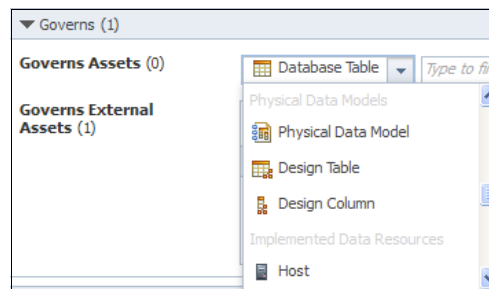 Governs (1)
Governs Assets (0)
Database Table
Type to fi
Governs External
Assets (1)
Physical Data Models
Physical Data Model
Design Table
Design Column
Implemented Data Resources
Host